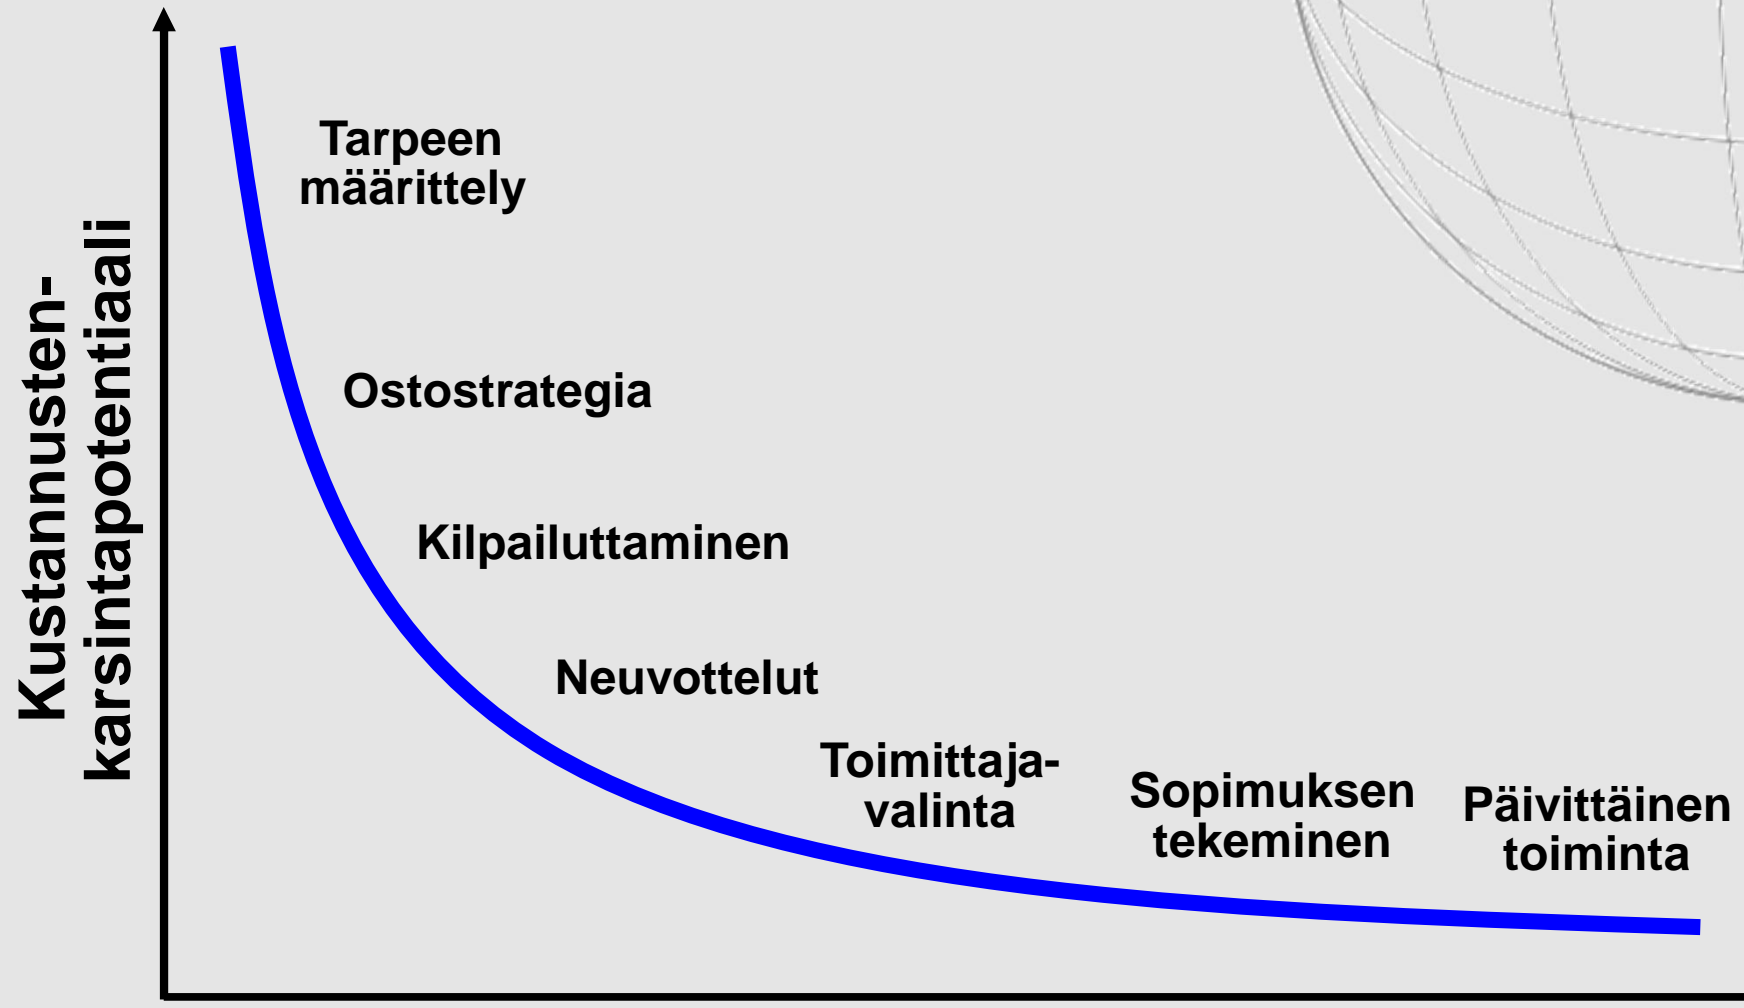 Kustannusten-
karsintapotentiaali
Tarpeen
määrittely
Ostostrategia
Kilpailuttaminen
Neuvottelut
Toimittaja-
valinta
Sopimuksen
tekeminen
Päivittäinen
toiminta